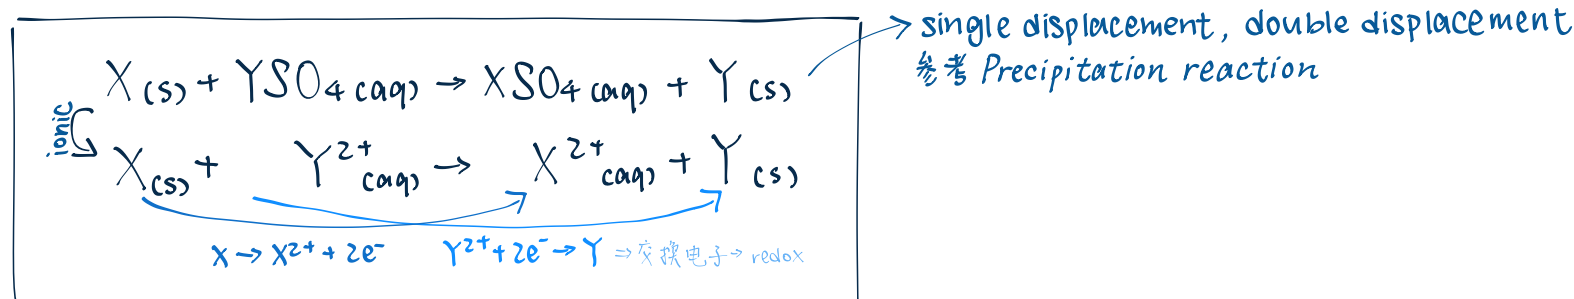 single displacement, double displacement
参考 Precipitation reaction
X(s) + YSO₄(aq) → XSO₄(aq) + Y(s)
ionic
X(s) + Y²⁺(aq) → X²⁺(aq) + Y(s)
X → X²⁺ + 2e⁻ Y²⁺ + 2e⁻ → Y ⇒ 交换电子 → redox